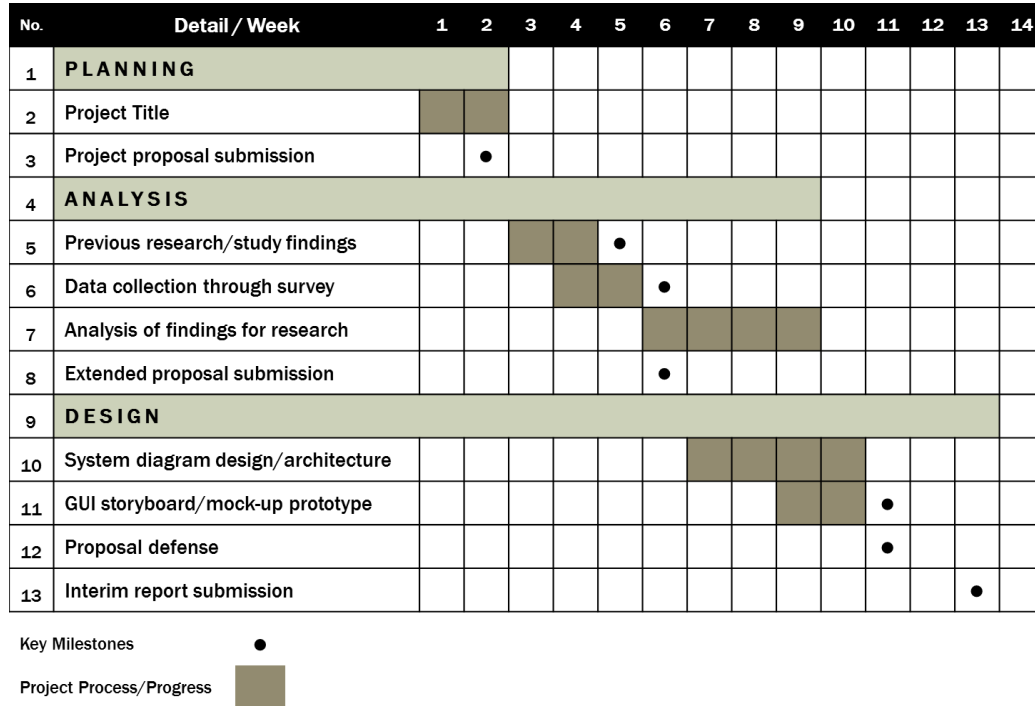 No. Detail / Week 1 2 3 4 5 6 7 8 9 10 11 12 13 14
1 PLANNING
2 Project Title
3 Project proposal submission
4 ANALYSIS
5 Previous research/study findings
6 Data collection through survey
7 Analysis of findings for research
8 Extended proposal submission
9 DESIGN
10 System diagram design/architecture
11 GUI storyboard/mock-up prototype
12 Proposal defense
13 Interim report submission
Key Milestones
Project Process/Progress